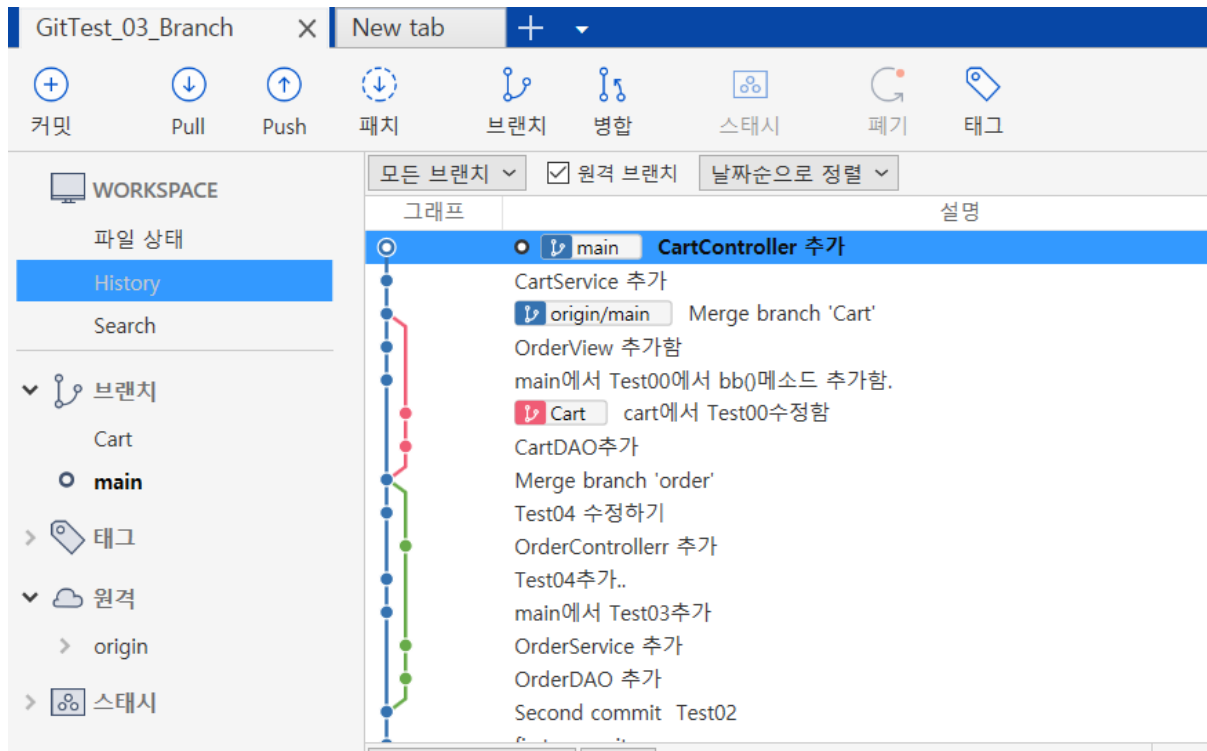 GitTest_03_Branch New tab
커밋 Pull Push 패치 브랜치 병합 스태시 폐기 태그
WORKSPACE
파일 상태
History
Search
브랜치
Cart
main
태그
원격
origin
스태시
모든 브랜치 원격 브랜치 날짜순으로 정렬
그래프 설명
main CartController 추가
CartService 추가
origin/main Merge branch 'Cart'
OrderView 추가함
main에서 Test00에서 bb()메소드 추가함.
Cart cart에서 Test00수정함
CartDAO추가
Merge branch 'order'
Test04 수정하기
OrderControllerr 추가
Test04추가..
main에서 Test03추가
OrderService 추가
OrderDAO 추가
Second commit Test02